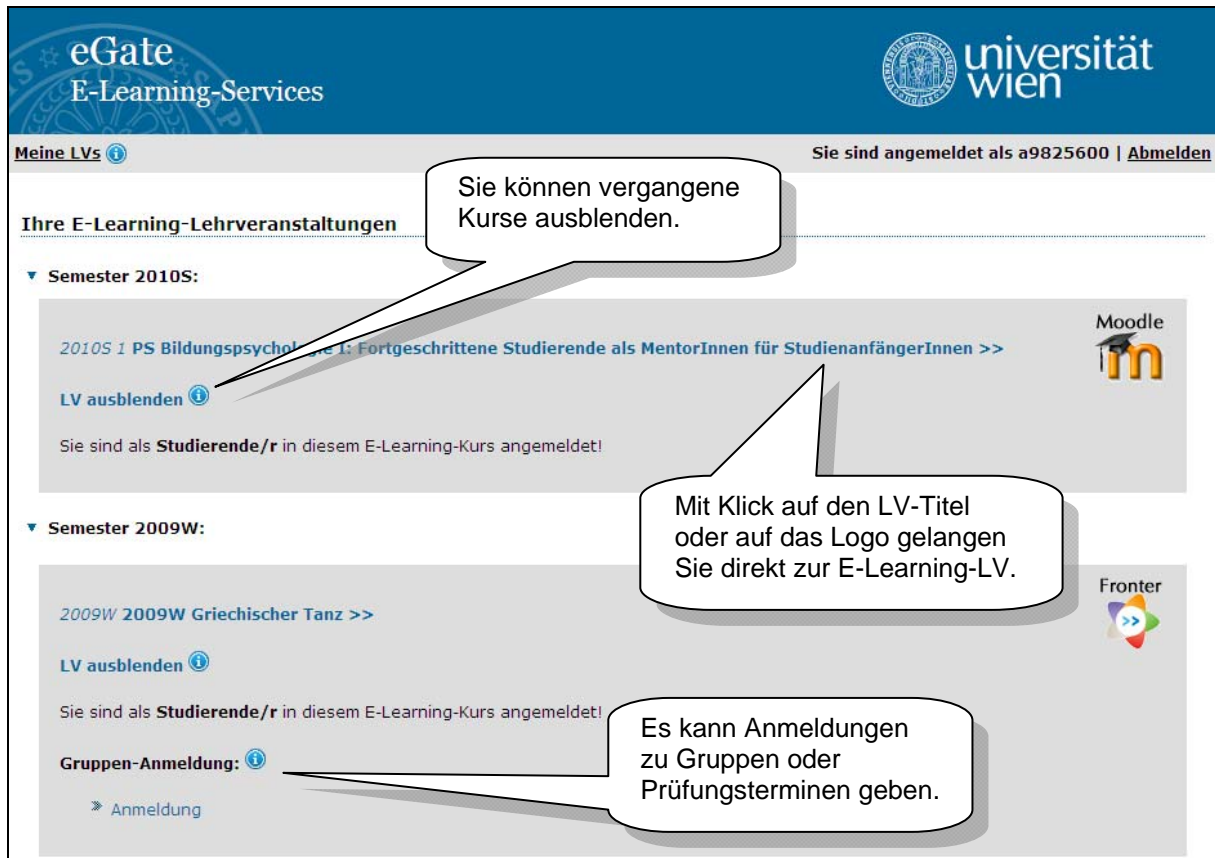 eGate
E-Learning-Services
universität
wien
Meine LVs
Sie sind angemeldet als a9825600 | Abmelden
Sie können vergangene
Kurse ausblenden.
Ihre E-Learning-Lehrveranstaltungen
Semester 2010S:
Moodle
2010S 1 PS Bildungspsychologie I: Fortgeschrittene Studierende als MentorInnen für StudienanfängerInnen >>
LV ausblenden
Sie sind als Studierende/r in diesem E-Learning-Kurs angemeldet!
Mit Klick auf den LV-Titel
oder auf das Logo gelangen
Sie direkt zur E-Learning-LV.
Semester 2009W:
Fronter
2009W 2009W Griechischer Tanz >>
LV ausblenden
Sie sind als Studierende/r in diesem E-Learning-Kurs angemeldet!
Es kann Anmeldungen
zu Gruppen oder
Prüfungsterminen geben.
Gruppen-Anmeldung:
» Anmeldung